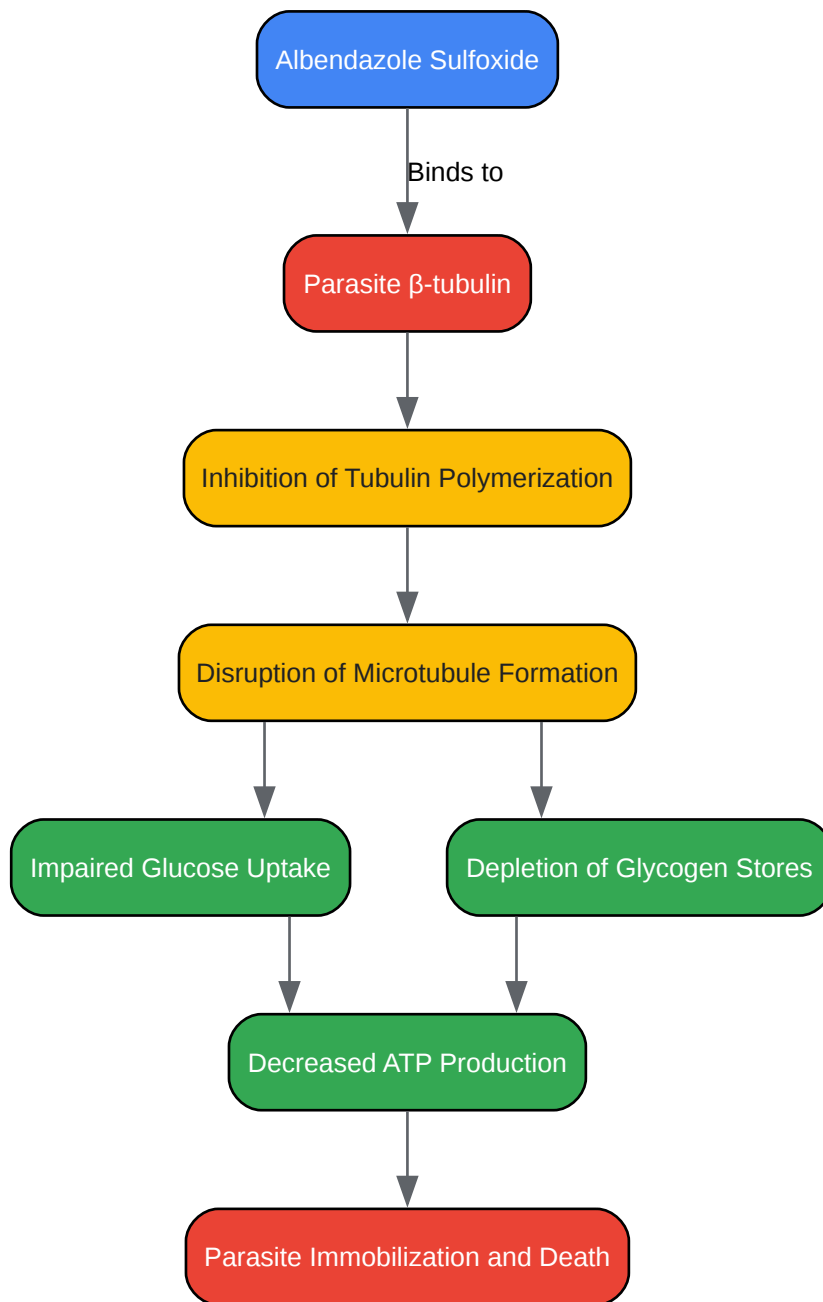 Albendazole Sulfoxide
Binds to
Parasite β-tubulin
Inhibition of Tubulin Polymerization
Disruption of Microtubule Formation
Impaired Glucose Uptake
Depletion of Glycogen Stores
Decreased ATP Production
Parasite Immobilization and Death